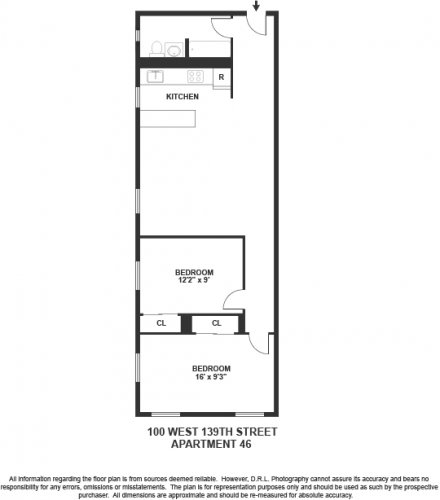 R
KITCHEN
BEDROOM
12'2" x 9'
CL
CL
BEDROOM
16' x 9'3"
100 WEST 139TH STREET
APARTMENT 46
All information regarding the floor plan is from sources deemed reliable. However, D.R.L. Photography cannot assure its accuracy and bears no
responsibility for any errors, omissions or misstatements. The plan is for representation purposes only and should be used as such by the prospective
purchaser. All dimensions are approximate and should be re-measured for absolute accuracy.